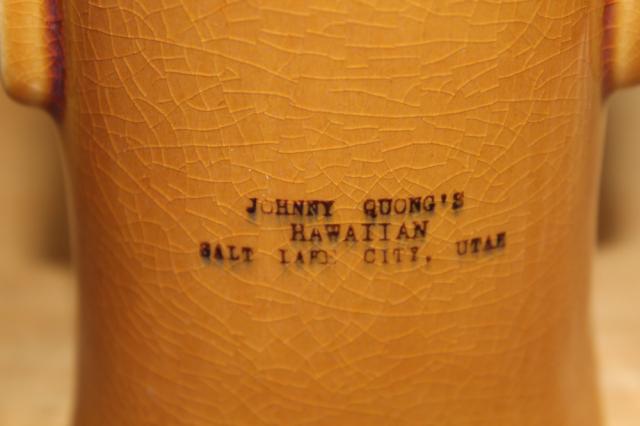 JOHNNY QUONG'S
HAWAIIAN
SALT LAKE CITY, UTAH